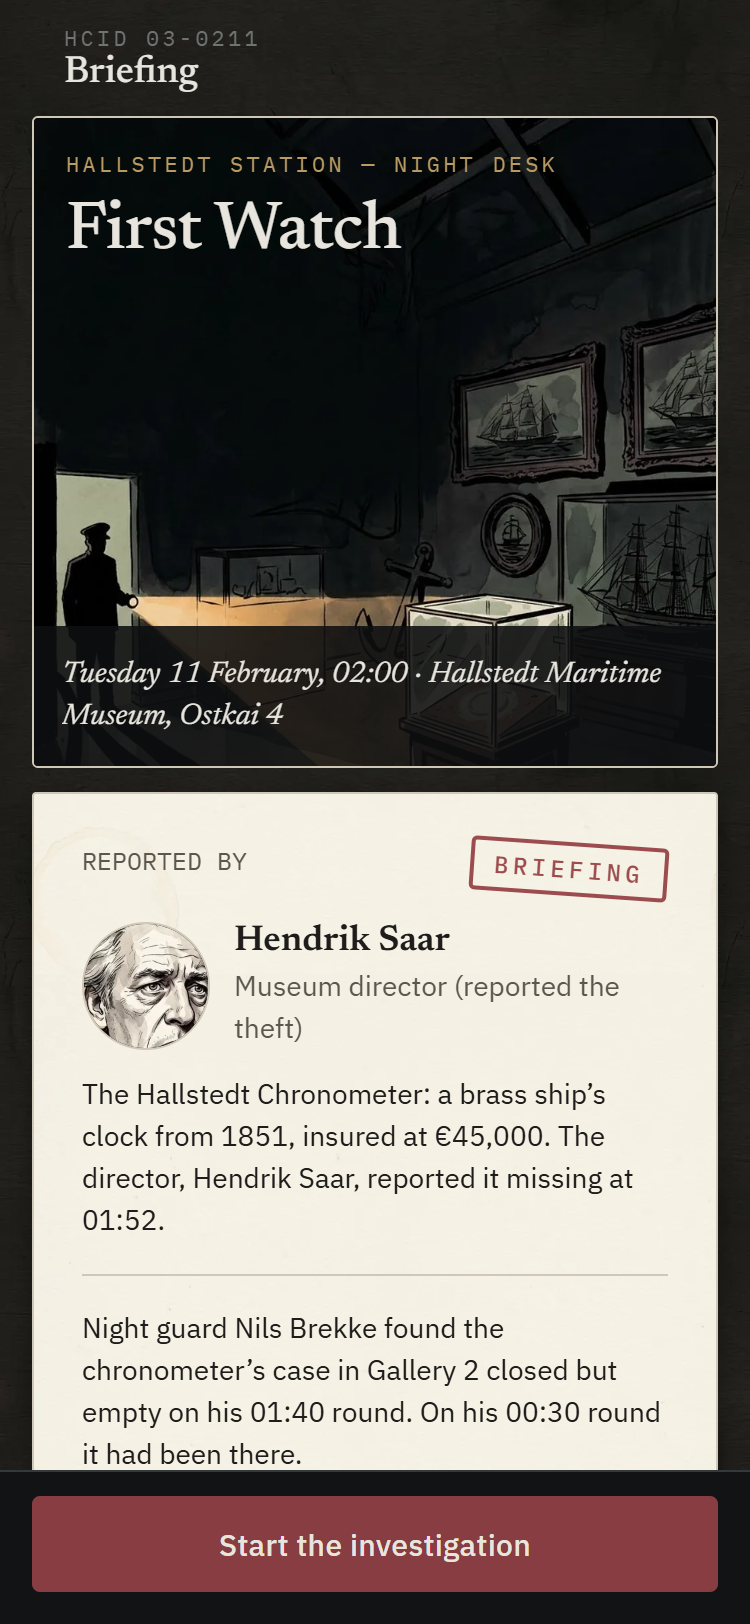 HCID 03-0211
Briefing
HALLSTEDT STATION — NIGHT DESK
First Watch
Tuesday 11 February, 02:00 · Hallstedt Maritime
Museum, Ostkai 4
REPORTED BY
BRIEFING
Hendrik Saar
Museum director (reported the
theft)
The Hallstedt Chronometer: a brass ship’s
clock from 1851, insured at €45,000. The
director, Hendrik Saar, reported it missing at
01:52.
Night guard Nils Brekke found the
chronometer’s case in Gallery 2 closed but
empty on his 01:40 round. On his 00:30 round
it had been there.
Start the investigation